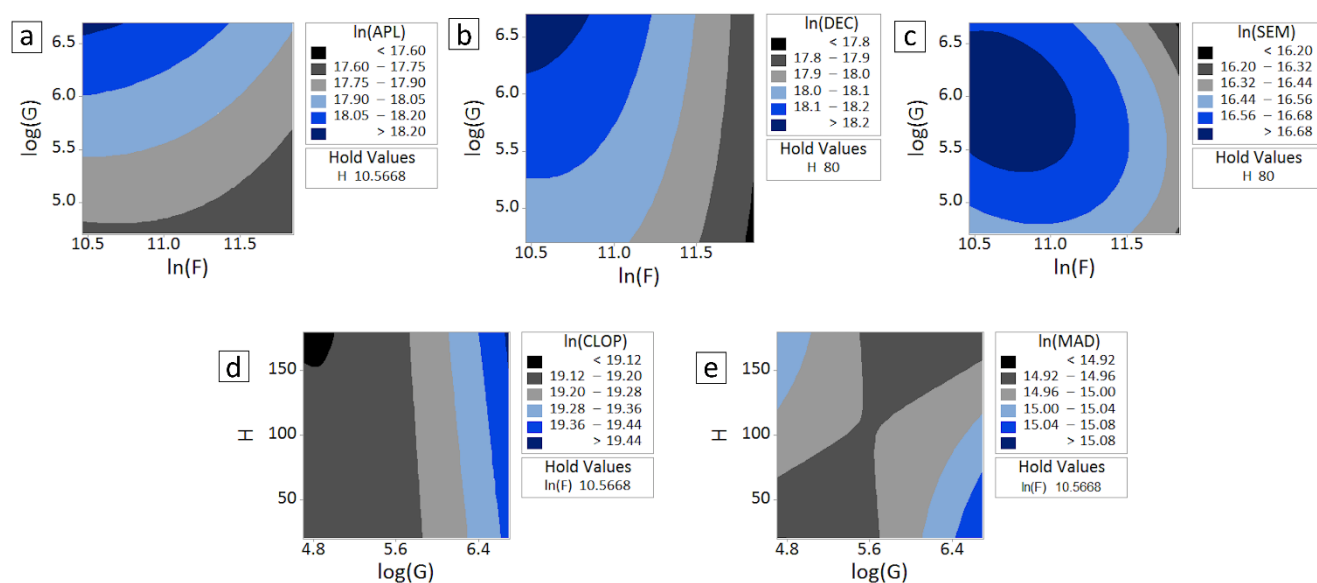 a
ln(APL)
< 17.60
17.60 – 17.75
17.75 – 17.90
17.90 – 18.05
18.05 – 18.20
> 18.20
Hold Values
H 10.5668
log(G)
6.5
6.0
5.5
5.0
10.5 11.0 11.5
ln(F)
b
ln(DEC)
< 17.8
17.8 – 17.9
17.9 – 18.0
18.0 – 18.1
18.1 – 18.2
> 18.2
Hold Values
H 80
log(G)
6.5
6.0
5.5
5.0
10.5 11.0 11.5
ln(F)
c
ln(SEM)
< 16.20
16.20 – 16.32
16.32 – 16.44
16.44 – 16.56
16.56 – 16.68
> 16.68
Hold Values
H 80
log(G)
6.5
6.0
5.5
5.0
10.5 11.0 11.5
ln(F)
d
ln(CLOP)
< 19.12
19.12 – 19.20
19.20 – 19.28
19.28 – 19.36
19.36 – 19.44
> 19.44
Hold Values
ln(F) 10.5668
H
150
100
50
4.8 5.6 6.4
log(G)
e
ln(MAD)
< 14.92
14.92 – 14.96
14.96 – 15.00
15.00 – 15.04
15.04 – 15.08
> 15.08
Hold Values
ln(F) 10.5668
H
150
100
50
4.8 5.6 6.4
log(G)